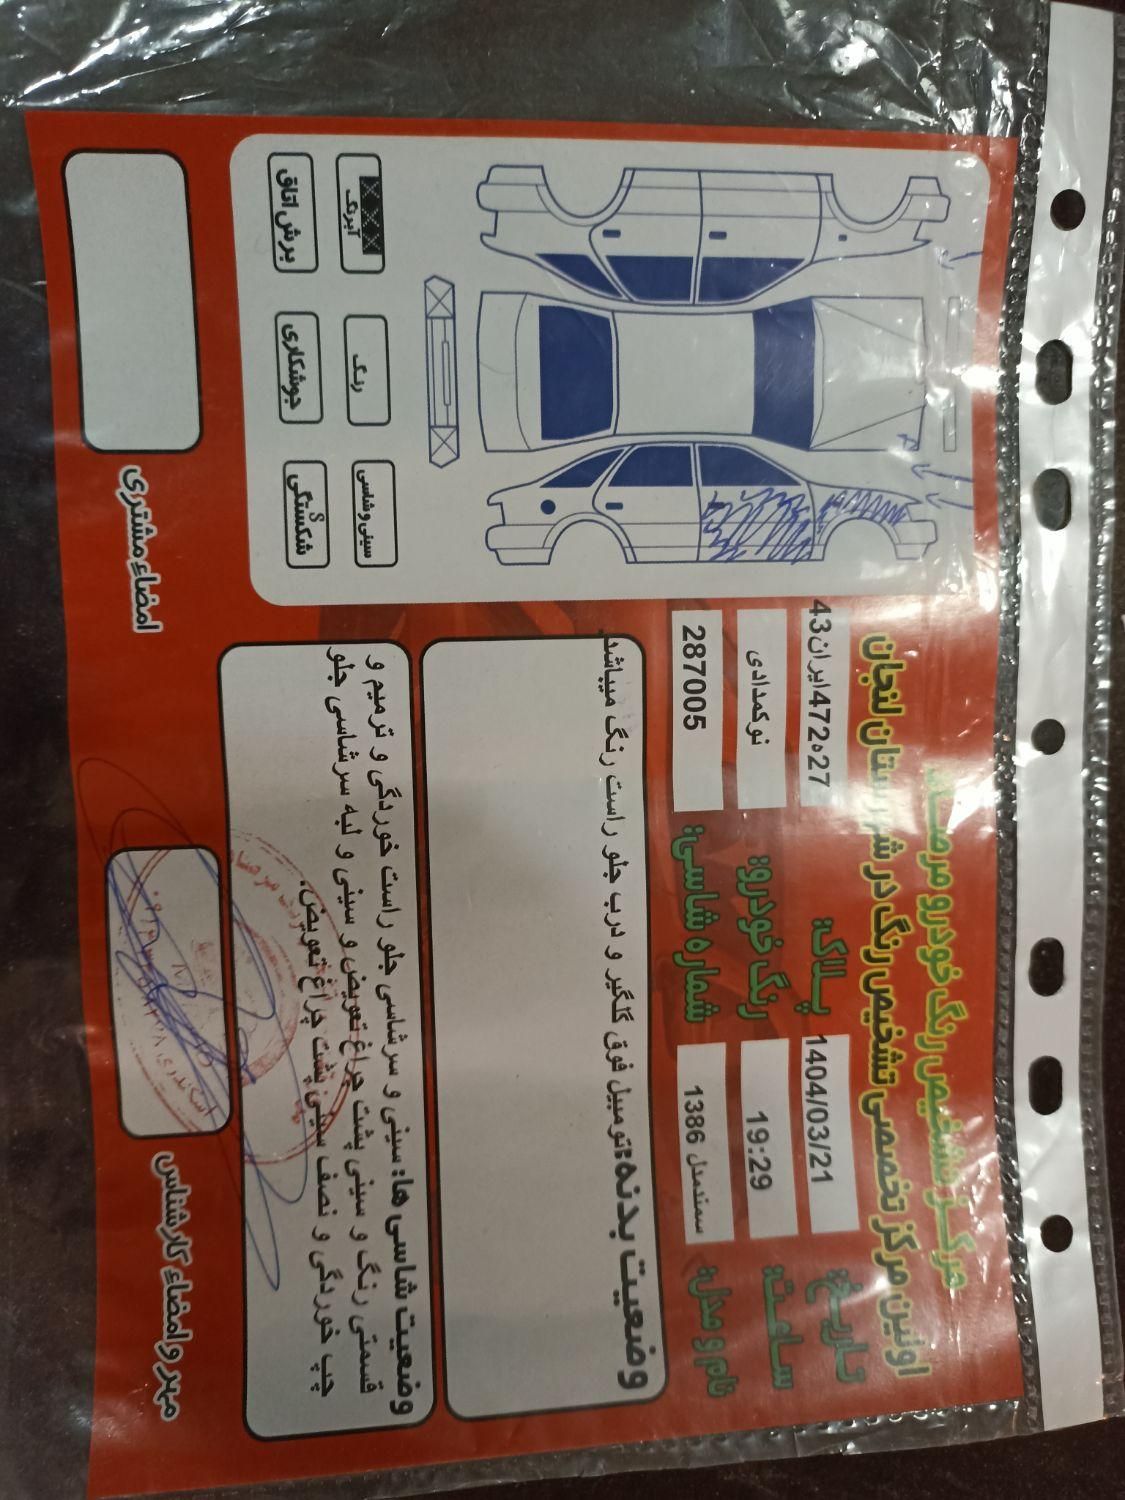 مرکز تشخیص رنگ خودرو مرصاد
اولین مرکز تخصصی تشخیص رنگ در شهرستان لنجان
تاریخ: 1404/03/21
پلاک: 27ه472ایران43
ساعت: 19:29
رنگ خودرو: نوکمدادی
نام و مدل: سمندمدل 1386
شماره شاسی: 287005
وضعیت بدنه:تومبیل فوق گلگیر و درب جلو راست رنگ میباشد.
وضعیت شاسی ها: سینی و سرشاسی جلو راست خوردگی و ترمیم و
قسمتی رنگ و سینی پشت چراغ تعویض و سینی و لبه سرشاسی جلو
چپ خوردگی و نصف سینی پشت چراغ تعویض.
آبرنگ
رنگ
سینی و شاسی
برش اتاق
جوشکاری
شکستگی
S
مهر و امضاء کارشناس
امضاء مشتری